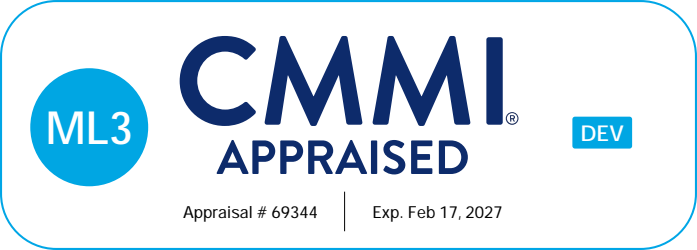 ML3
CMMI®
APPRAISED
DEV
Appraisal # 69344 | Exp. Feb 17, 2027